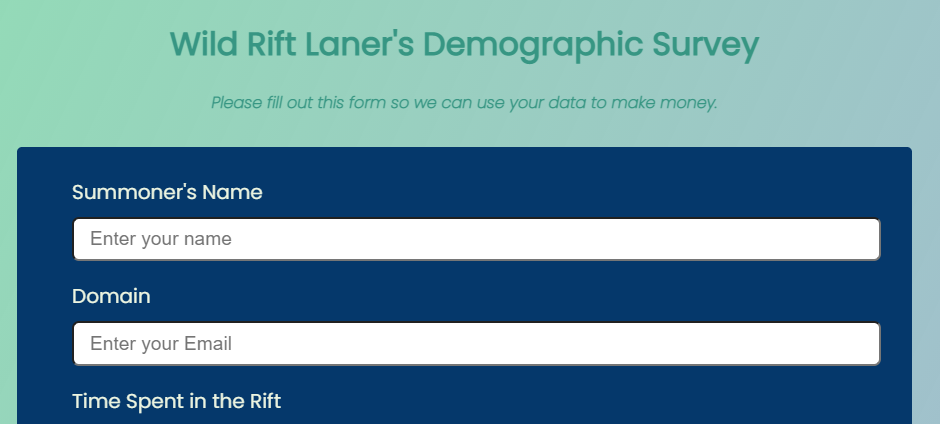 Wild Rift Laner's Demographic Survey
Please fill out this form so we can use your data to make money.
Summoner's Name
Enter your name
Domain
Enter your Email
Time Spent in the Rift